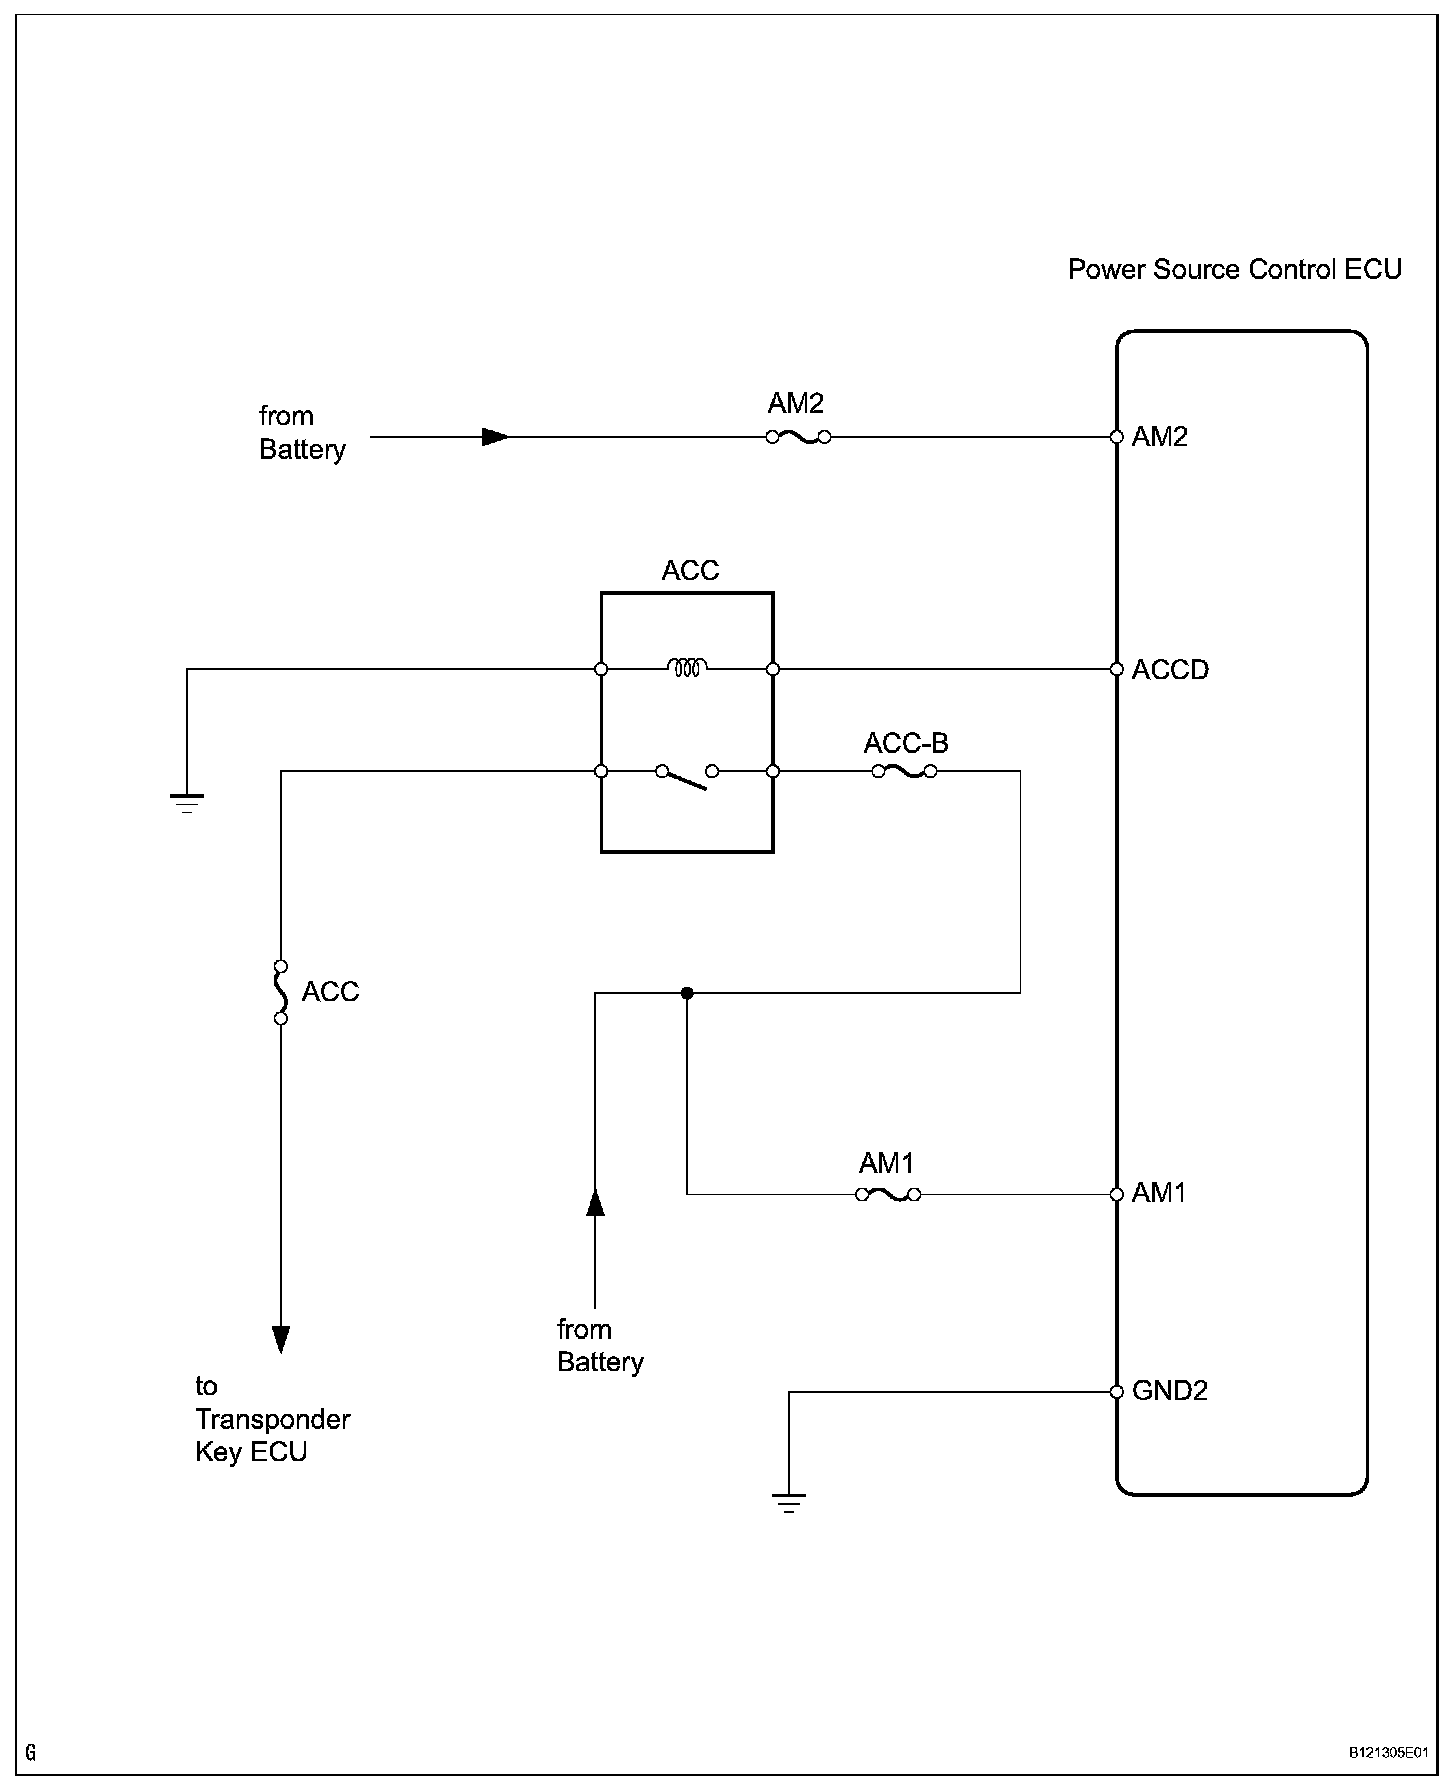 Power Source Control ECU
AM2
from
Battery
AM2
ACC
ACCD
ACC-B
ACC
AM1
AM1
from
Battery
to
Transponder
Key ECU
GND2
G
B121305E01